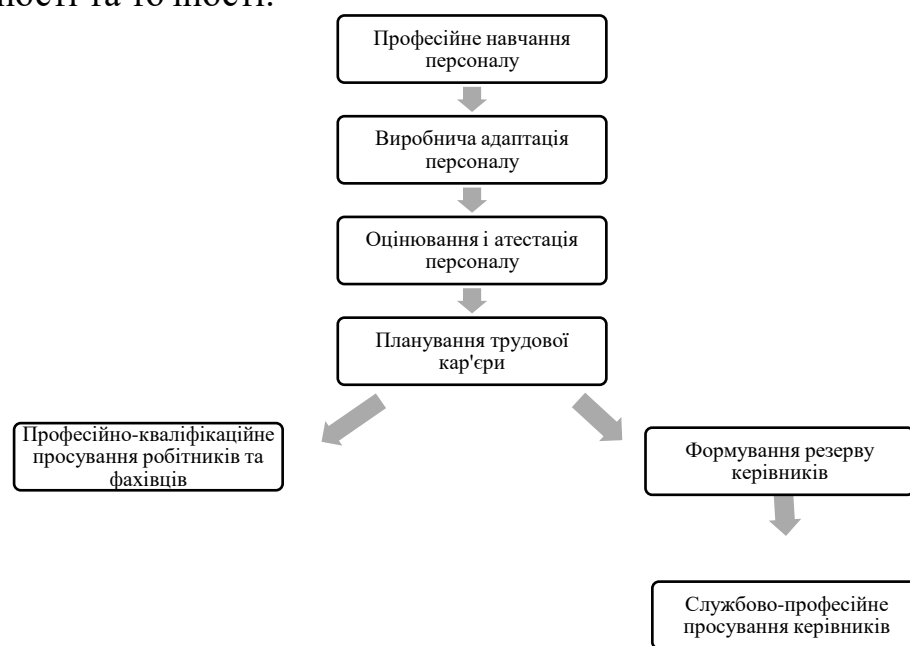 Професійне навчання
персоналу
Виробнича адаптація
персоналу
Оцінювання і атестація
персоналу
Планування трудової
кар'єри
Професійно-кваліфікаційне
просування робітників та
фахівців
Формування резерву
керівників
Службово-професійне
просування керівників